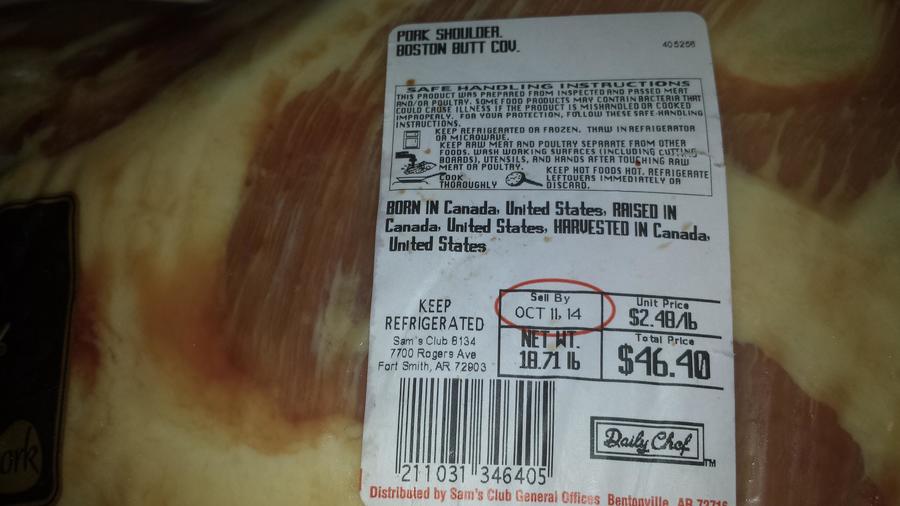 PORK SHOULDER,
BOSTON BUTT COV.
405256
SAFE HANDLING INSTRUCTIONS
THIS PRODUCT WAS PREPARED FROM INSPECTED AND PASSED MEAT
AND/OR POULTRY. SOME FOOD PRODUCTS MAY CONTAIN BACTERIA THAT
COULD CAUSE ILLNESS IF THE PRODUCT IS MISHANDLED OR COOKED
IMPROPERLY. FOR YOUR PROTECTION, FOLLOW THESE SAFE-HANDLING
INSTRUCTIONS.
KEEP REFRIGERATED OR FROZEN. THAW IN REFRIGERATOR
OR MICROWAVE.
KEEP RAW MEAT AND POULTRY SEPARATE FROM OTHER
FOODS. WASH WORKING SURFACES (INCLUDING CUTTING
BOARDS), UTENSILS, AND HANDS AFTER TOUCHING RAW
MEAT OR POULTRY.
COOK
THOROUGHLY
KEEP HOT FOODS HOT. REFRIGERATE
LEFTOVERS IMMEDIATELY OR
DISCARD.
BORN IN Canada, United States, RAISED IN
Canada, United States, HARVESTED IN Canada,
United States
KEEP
REFRIGERATED
Sam's Club 8134
7700 Rogers Ave
Fort Smith, AR 72903
Sell By
OCT 11, 14
Unit Price
$2.48/lb
NET WT.
18.71 lb
Total Price
$46.40
211031 346405
Daily Chef
TM
Distributed by Sam's Club General Offices Bentonville, AR 72716
ork